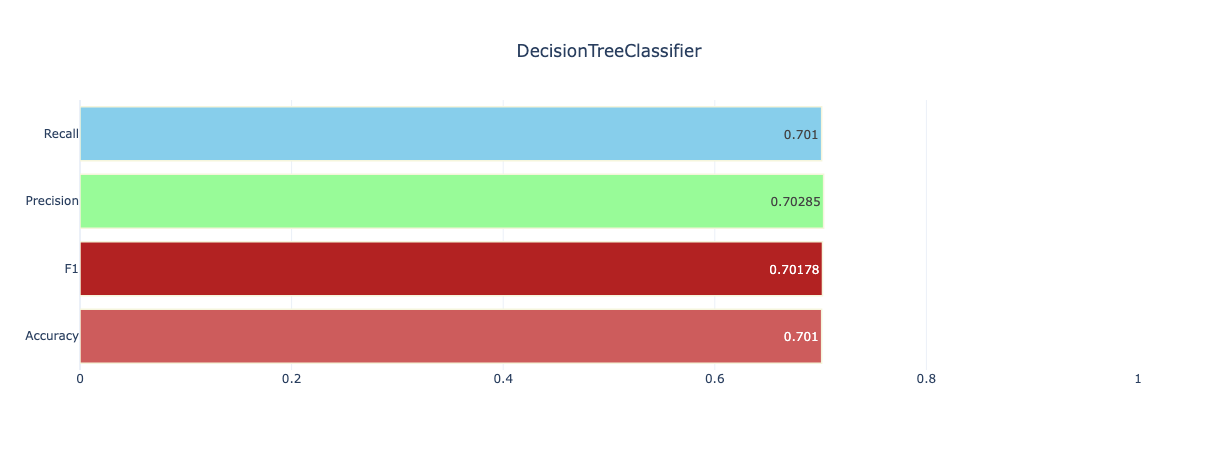 DecisionTreeClassifier
Recall 0.701
Precision 0.70285
F1 0.70178
Accuracy 0.701
0 0.2 0.4 0.6 0.8 1